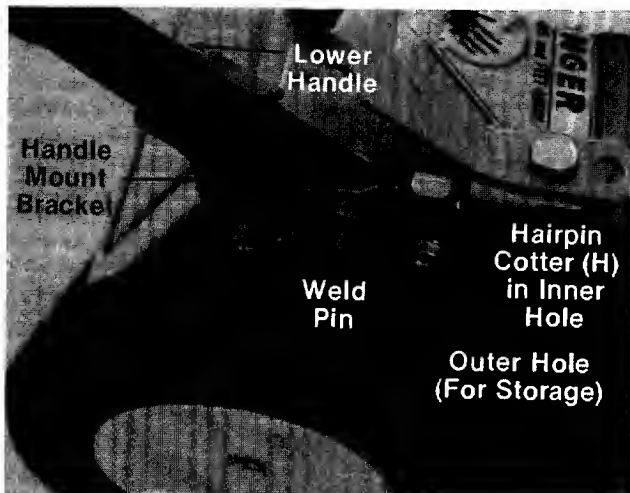 Lower
Handle
NGER
Handle
Mount
Bracket
Hairpin
Cotter (H)
in Inner
Hole
Weld
Pin
Outer Hole
(For Storage)